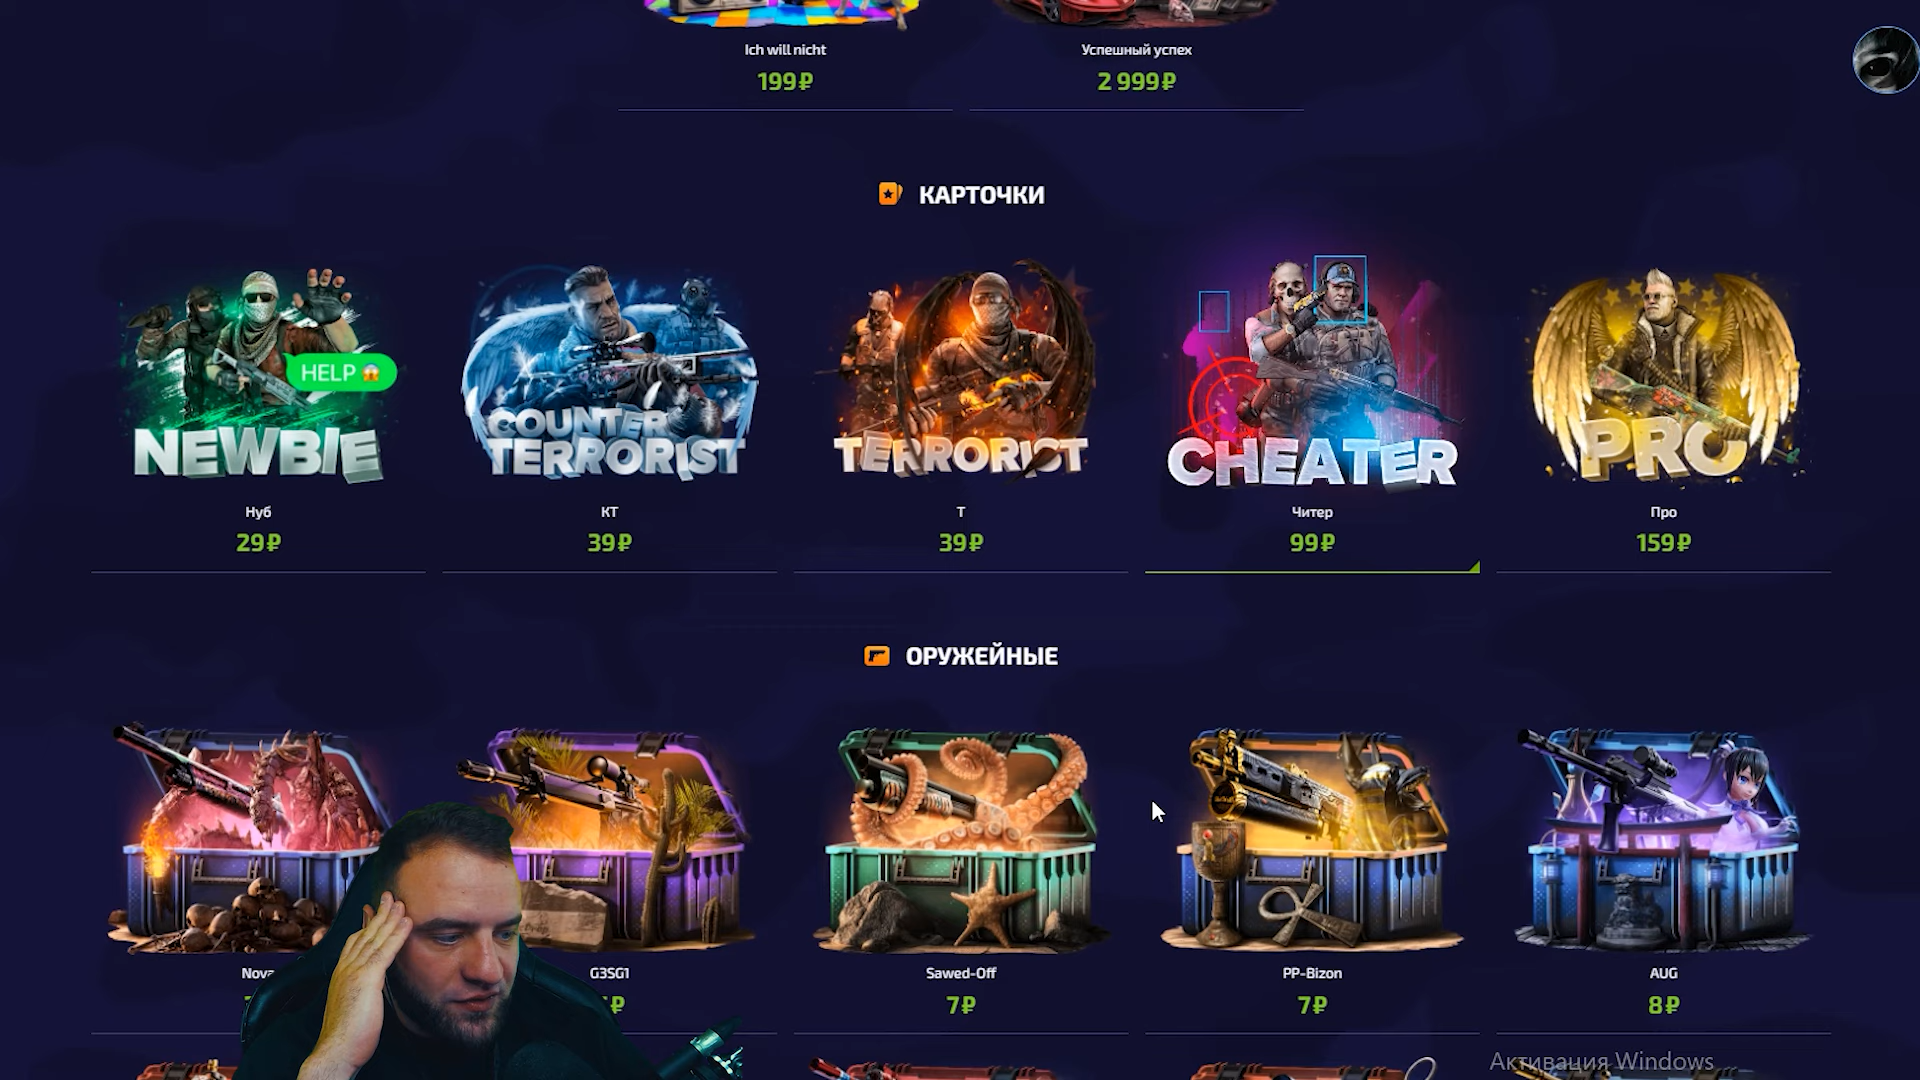 Ich will nicht
Успешный успех
199₽
2 999₽
КАРТОЧКИ
HELP
NEWBIE
COUNTER
TERRORIST
TERRORIST
CHEATER
PRO
Нуб
КТ
Т
Читер
Про
29₽
39₽
39₽
99₽
159₽
ОРУЖЕЙНЫЕ
Nova
G3SG1
Sawed-Off
PP-Bizon
AUG
7₽
7₽
8₽
Активация Windows